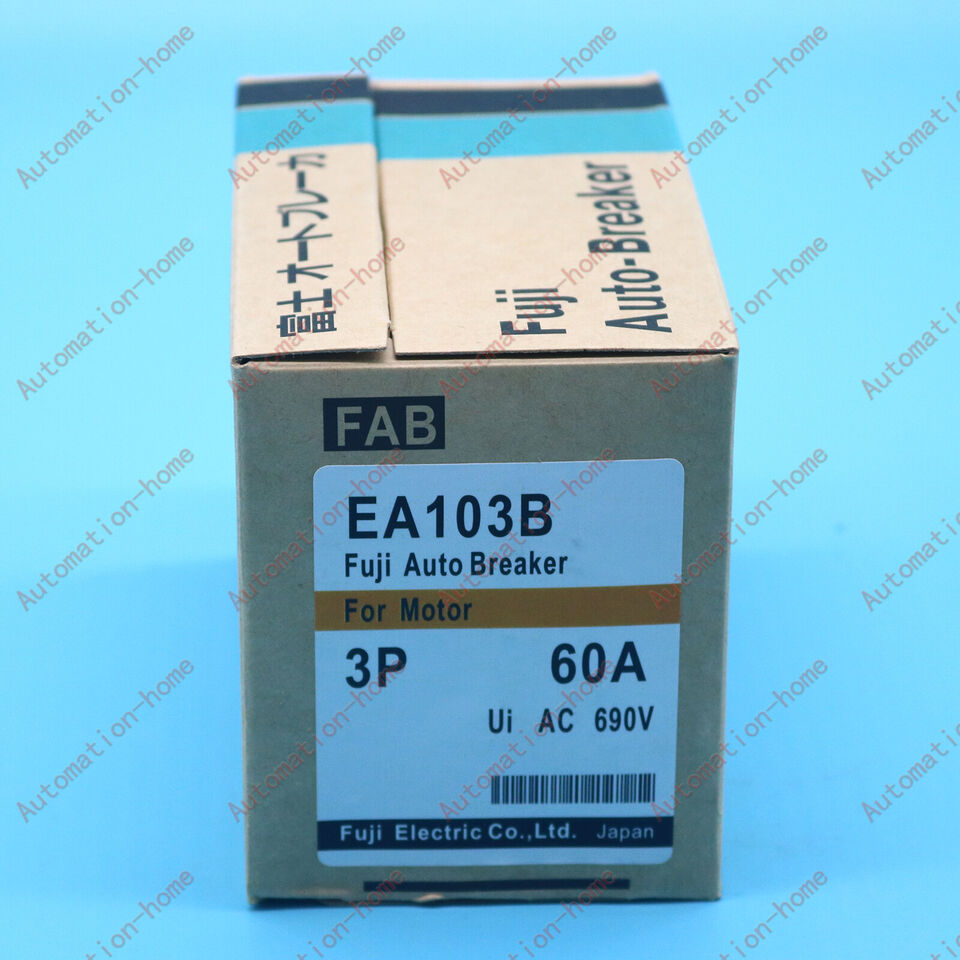 富士オートブレーカ
Fuji
Auto-Breaker
FAB
EA103B
Fuji Auto Breaker
For Motor
3P 60A
Ui AC 690V
Fuji Electric Co.,Ltd. Japan
Automation-home